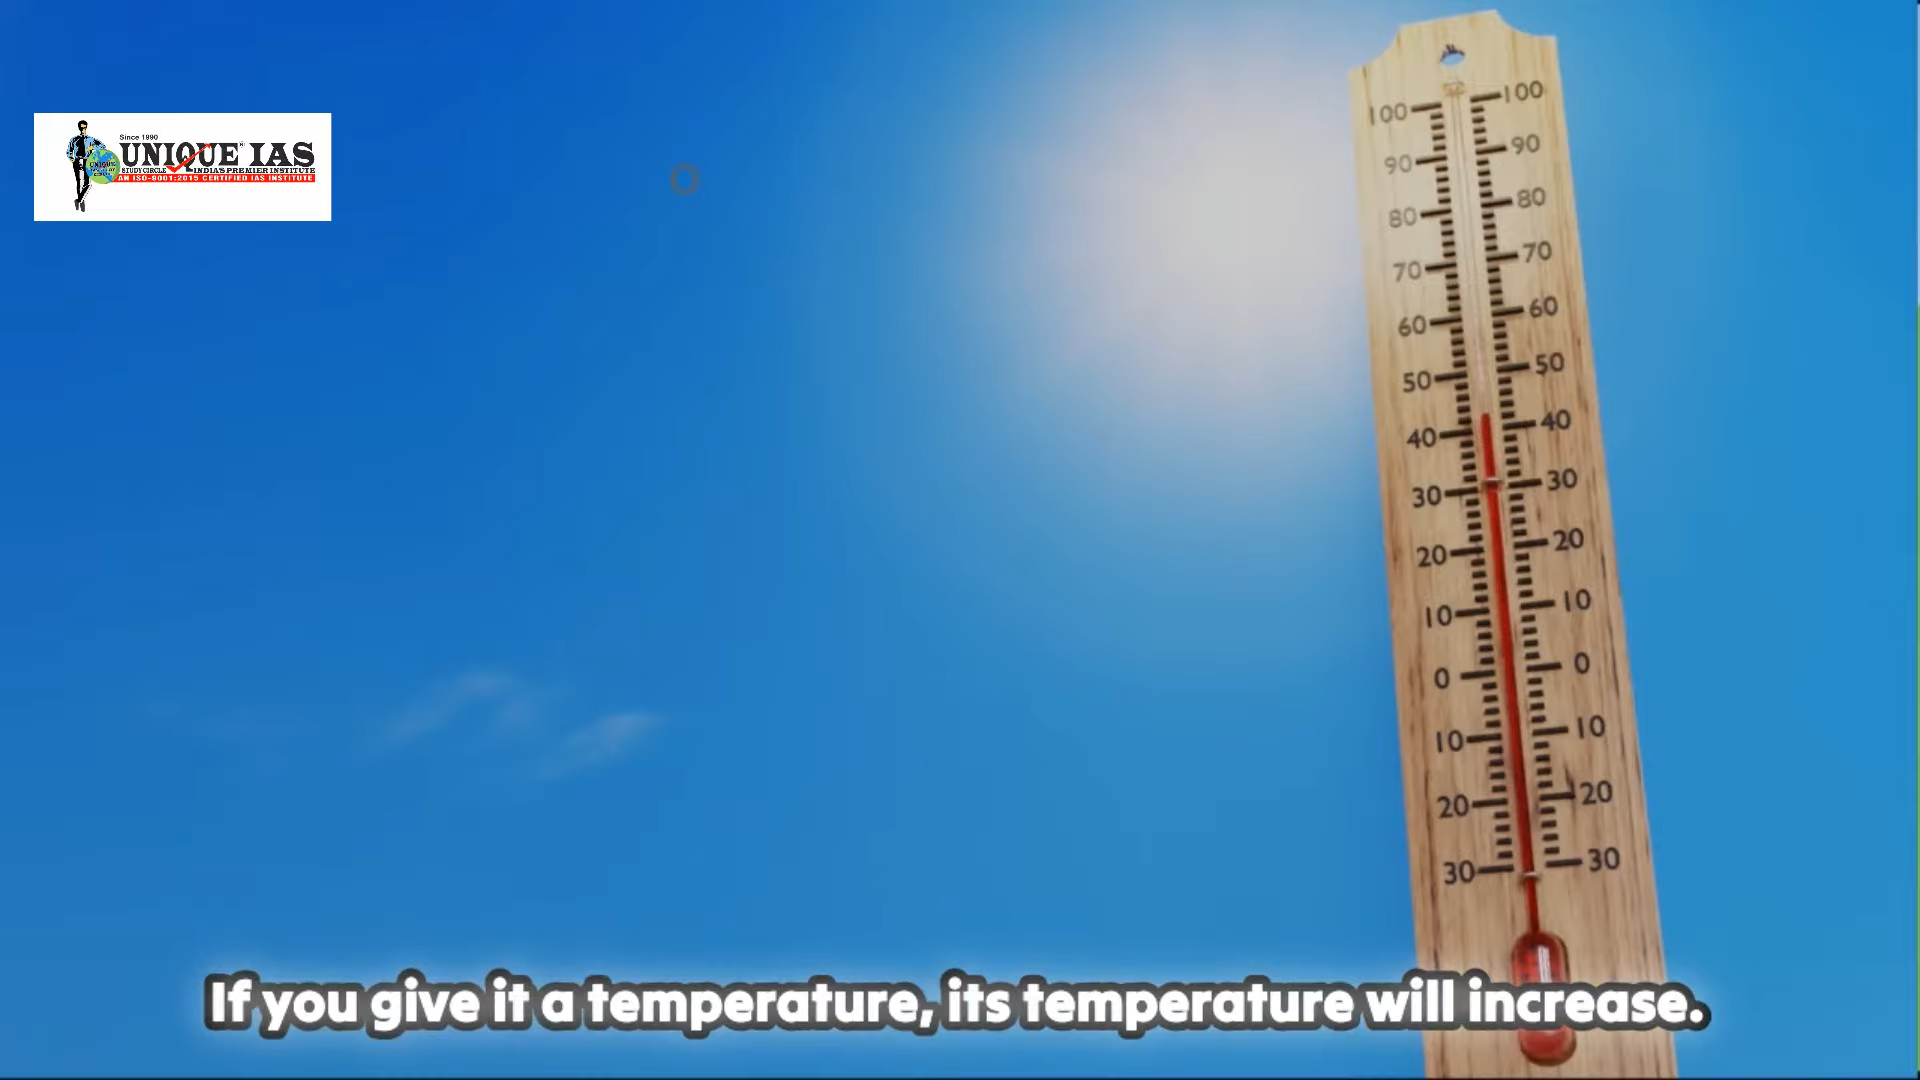 Since 1990
UNIQUE IAS
STUDY CIRCLE INDIA'S PREMIER INSTITUTE
AN ISO-9001:2015 CERTIFIED IAS INSTITUTE
100 100
90 90
80 80
70 70
60 60
50 50
40 40
30 30
20 20
10 10
0 0
10 10
20 20
30 30
If you give it a temperature, its temperature will increase.